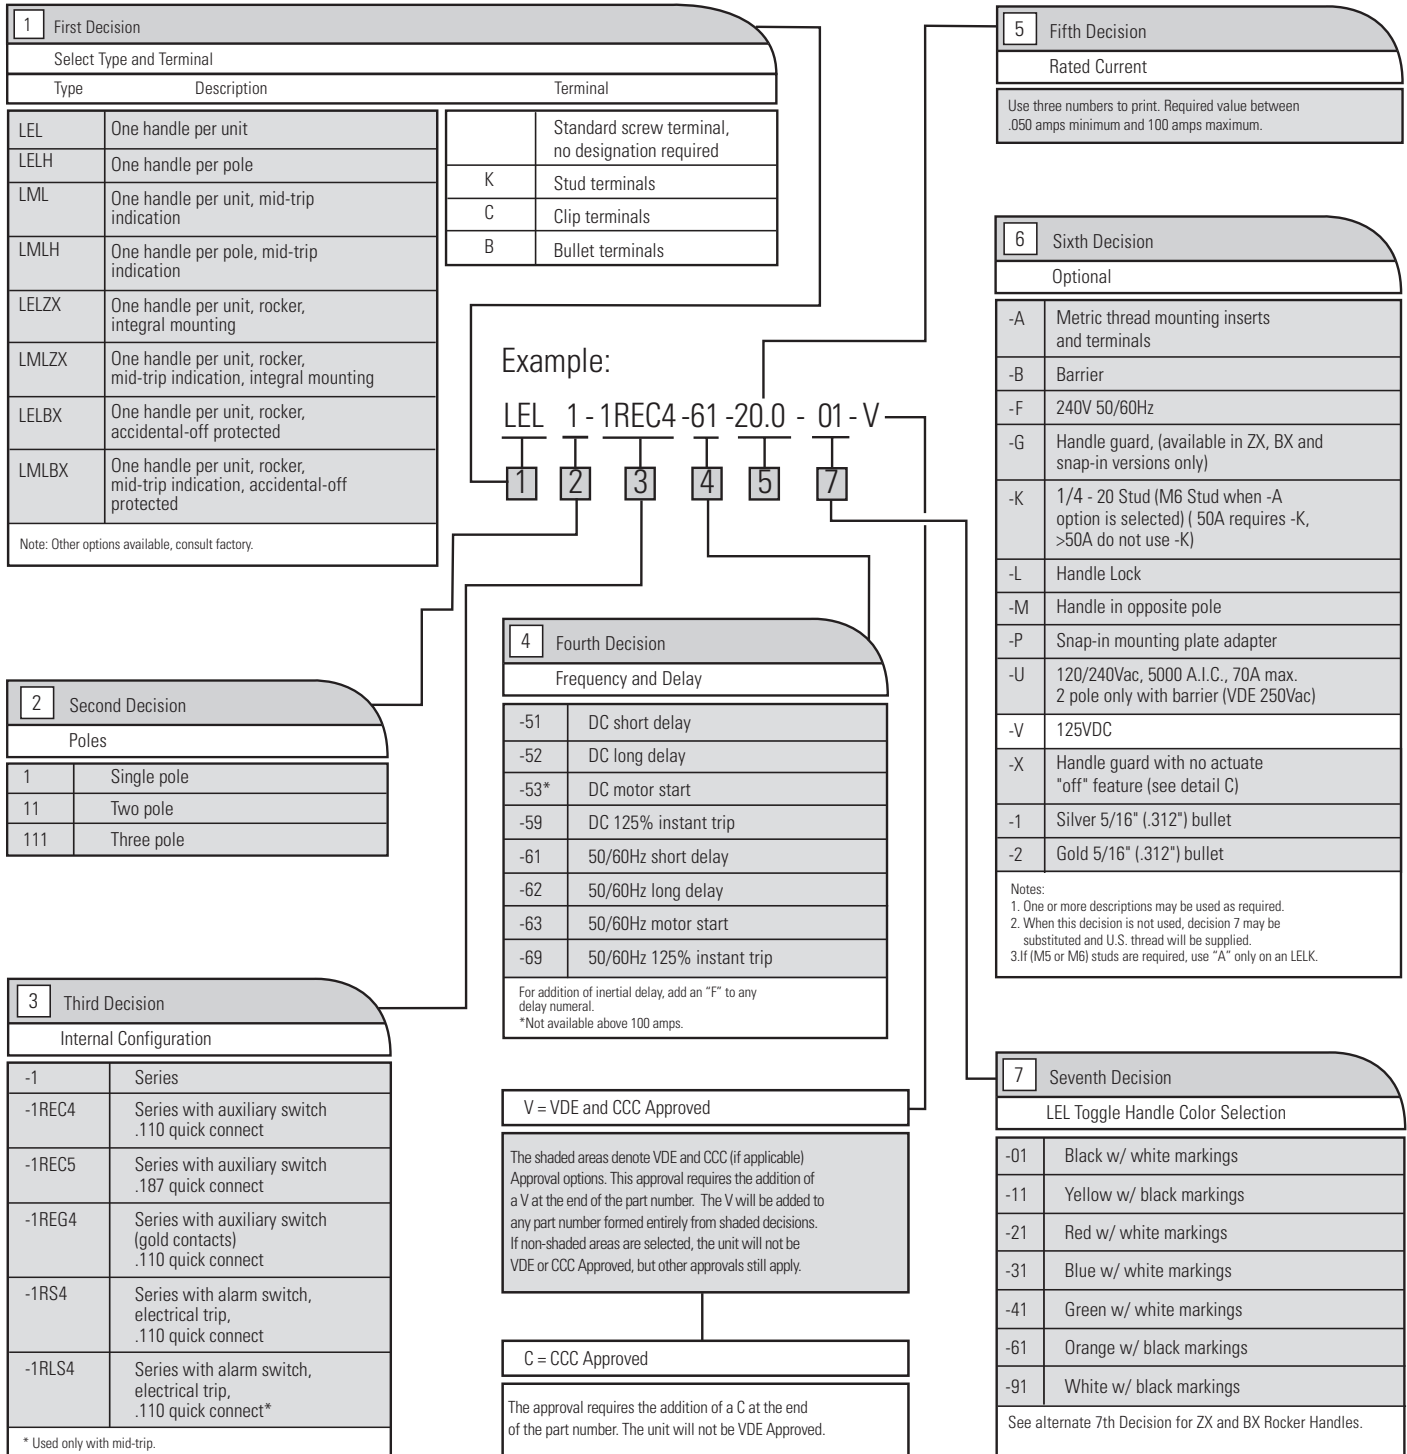 1 First Decision
Select Type and Terminal
Type Description Terminal
LEL One handle per unit
LELH One handle per pole
LML One handle per unit, mid-trip
indication
LMLH One handle per pole, mid-trip
indication
LELZX One handle per unit, rocker,
integral mounting
LMLZX One handle per unit, rocker,
mid-trip indication, integral mounting
LELBX One handle per unit, rocker,
accidental-off protected
LMLBX One handle per unit, rocker,
mid-trip indication, accidental-off
protected
Note: Other options available, consult factory.
Standard screw terminal,
no designation required
K Stud terminals
C Clip terminals
B Bullet terminals
Example:
LEL 1 - 1REC4 -61 -20.0 - 01 - V
1 2 3 4 5 7
2 Second Decision
Poles
1 Single pole
11 Two pole
111 Three pole
3 Third Decision
Internal Configuration
-1 Series
-1REC4 Series with auxiliary switch
.110 quick connect
-1REC5 Series with auxiliary switch
.187 quick connect
-1REG4 Series with auxiliary switch
(gold contacts)
.110 quick connect
-1RS4 Series with alarm switch,
electrical trip,
.110 quick connect
-1RLS4 Series with alarm switch,
electrical trip,
.110 quick connect*
* Used only with mid-trip.
4 Fourth Decision
Frequency and Delay
-51 DC short delay
-52 DC long delay
-53* DC motor start
-59 DC 125% instant trip
-61 50/60Hz short delay
-62 50/60Hz long delay
-63 50/60Hz motor start
-69 50/60Hz 125% instant trip
For addition of inertial delay, add an "F" to any
delay numeral.
*Not available above 100 amps.
V = VDE and CCC Approved
The shaded areas denote VDE and CCC (if applicable)
Approval options. This approval requires the addition of
a V at the end of the part number. The V will be added to
any part number formed entirely from shaded decisions.
If non-shaded areas are selected, the unit will not be
VDE or CCC Approved, but other approvals still apply.
C = CCC Approved
The approval requires the addition of a C at the end
of the part number. The unit will not be VDE Approved.
5 Fifth Decision
Rated Current
Use three numbers to print. Required value between
.050 amps minimum and 100 amps maximum.
6 Sixth Decision
Optional
-A Metric thread mounting inserts
and terminals
-B Barrier
-F 240V 50/60Hz
-G Handle guard, (available in ZX, BX and
snap-in versions only)
-K 1/4 - 20 Stud (M6 Stud when -A
option is selected) ( 50A requires -K,
>50A do not use -K)
-L Handle Lock
-M Handle in opposite pole
-P Snap-in mounting plate adapter
-U 120/240Vac, 5000 A.I.C., 70A max.
2 pole only with barrier (VDE 250Vac)
-V 125VDC
-X Handle guard with no actuate
"off" feature (see detail C)
-1 Silver 5/16" (.312") bullet
-2 Gold 5/16" (.312") bullet
Notes:
1. One or more descriptions may be used as required.
2. When this decision is not used, decision 7 may be
substituted and U.S. thread will be supplied.
3.If (M5 or M6) studs are required, use "A" only on an LELK.
7 Seventh Decision
LEL Toggle Handle Color Selection
-01 Black w/ white markings
-11 Yellow w/ black markings
-21 Red w/ white markings
-31 Blue w/ white markings
-41 Green w/ white markings
-61 Orange w/ black markings
-91 White w/ black markings
See alternate 7th Decision for ZX and BX Rocker Handles.